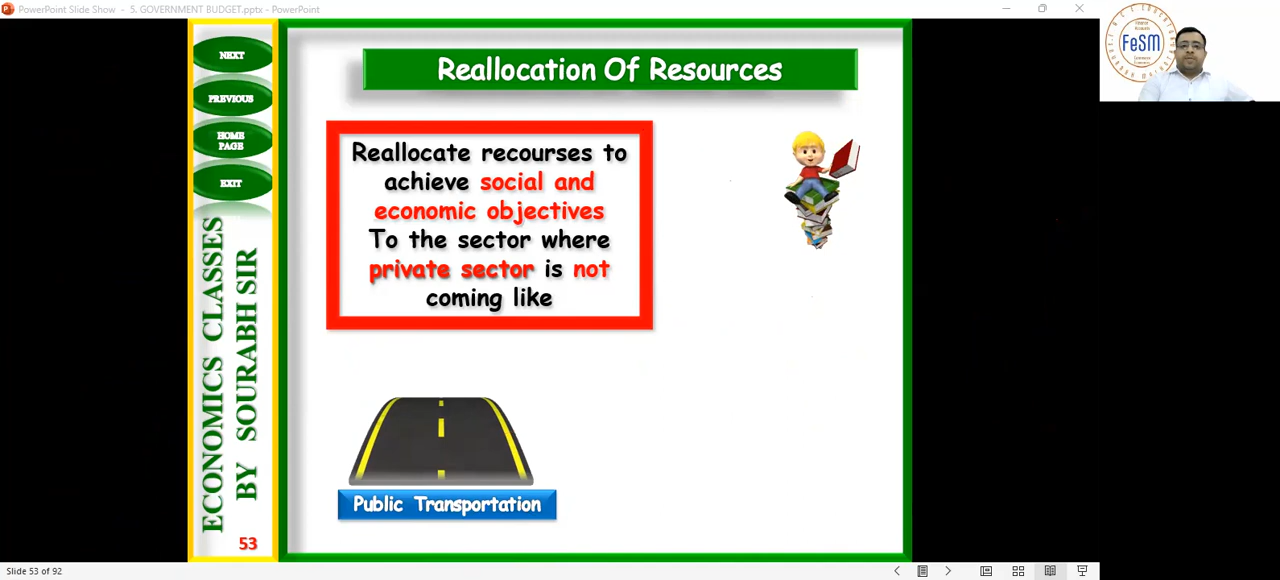 PowerPoint Slide Show - 5. GOVERNMENT BUDGET.pptx - PowerPoint
NEXT
PREVIOUS
HOME
PAGE
EXIT
ECONOMICS CLASSES
BY SOURABH SIR
53
Reallocation Of Resources
Reallocate recourses to
achieve social and
economic objectives
To the sector where
private sector is not
coming like
Public Transportation
FeSM
Slide 53 of 92